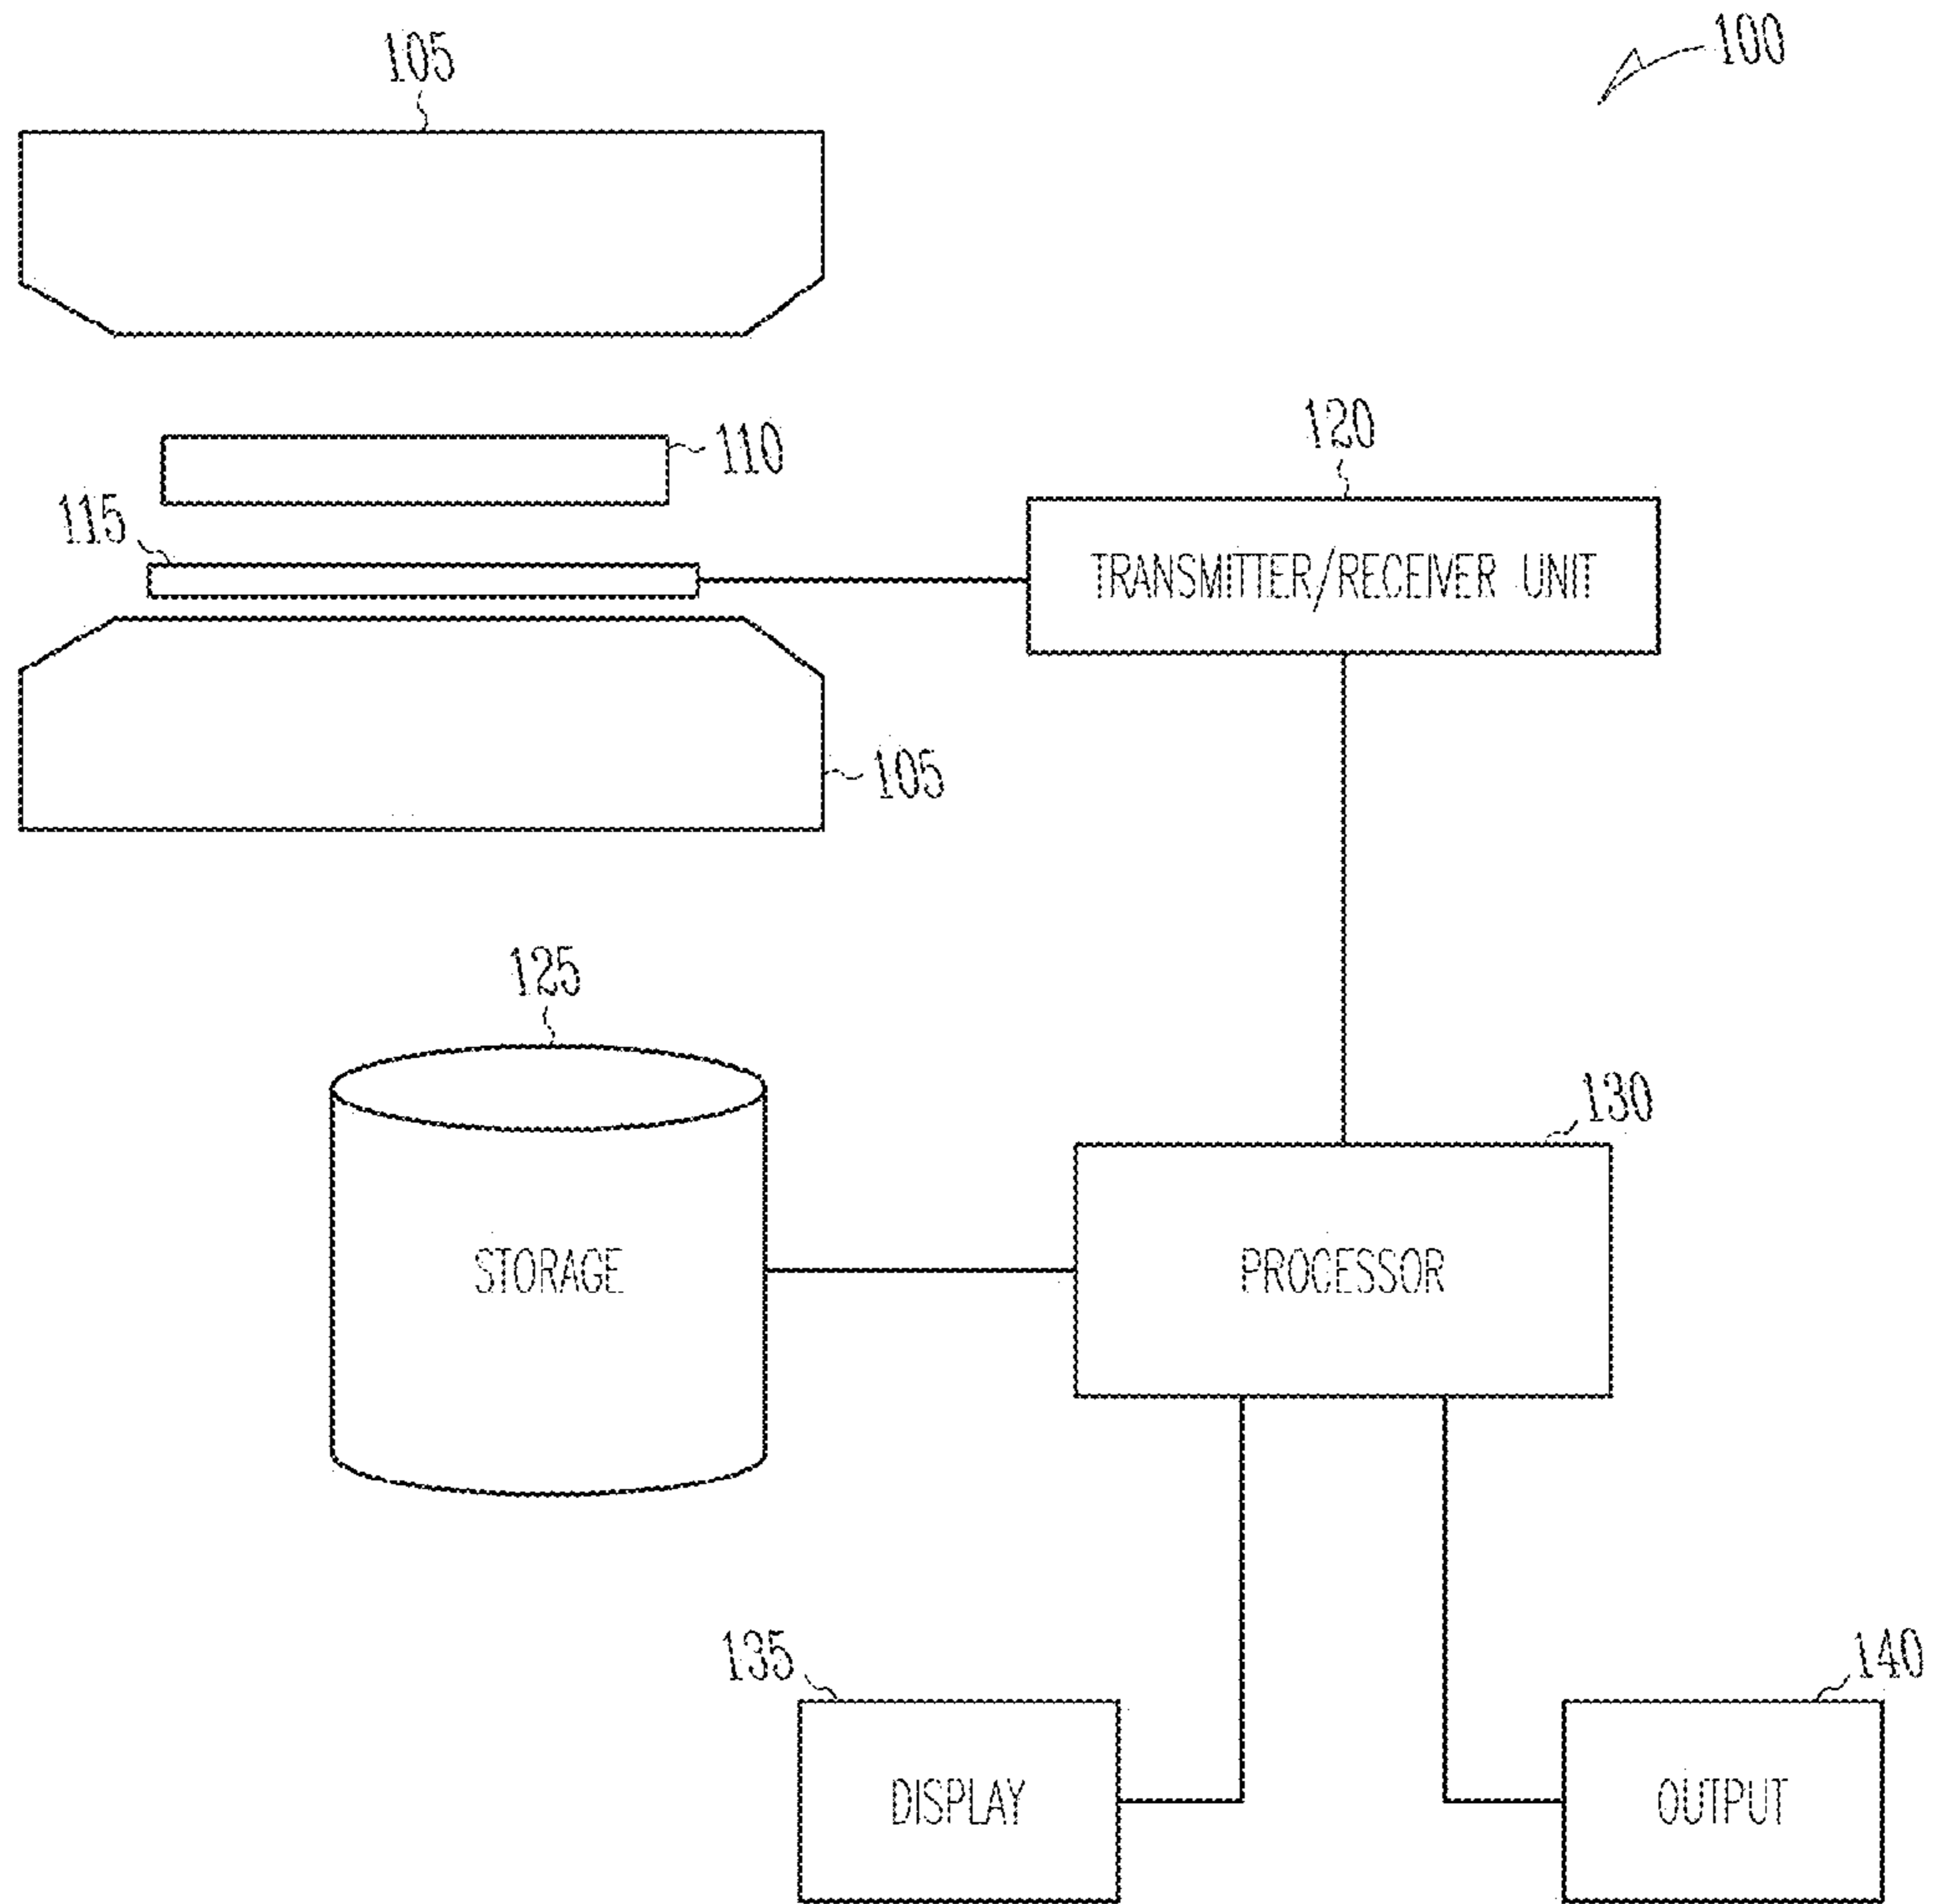 105
100
110
115
120
TRANSMITTER/RECEIVER UNIT
105
125
130
STORAGE
PROCESSOR
135
140
DISPLAY
OUTPUT